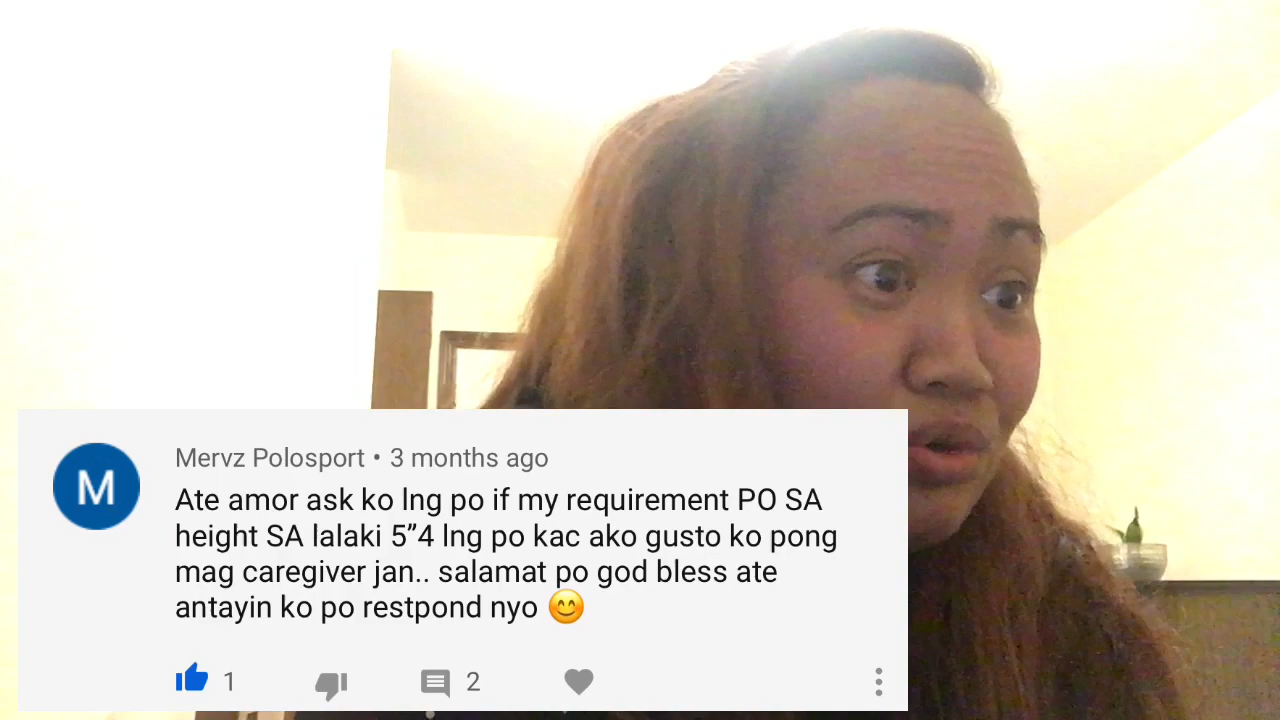 M
Mervz Polosport • 3 months ago
Ate amor ask ko lng po if my requirement PO SA
height SA lalaki 5”4 lng po kac ako gusto ko pong
mag caregiver jan.. salamat po god bless ate
antayin ko po restpond nyo 😊
1 2